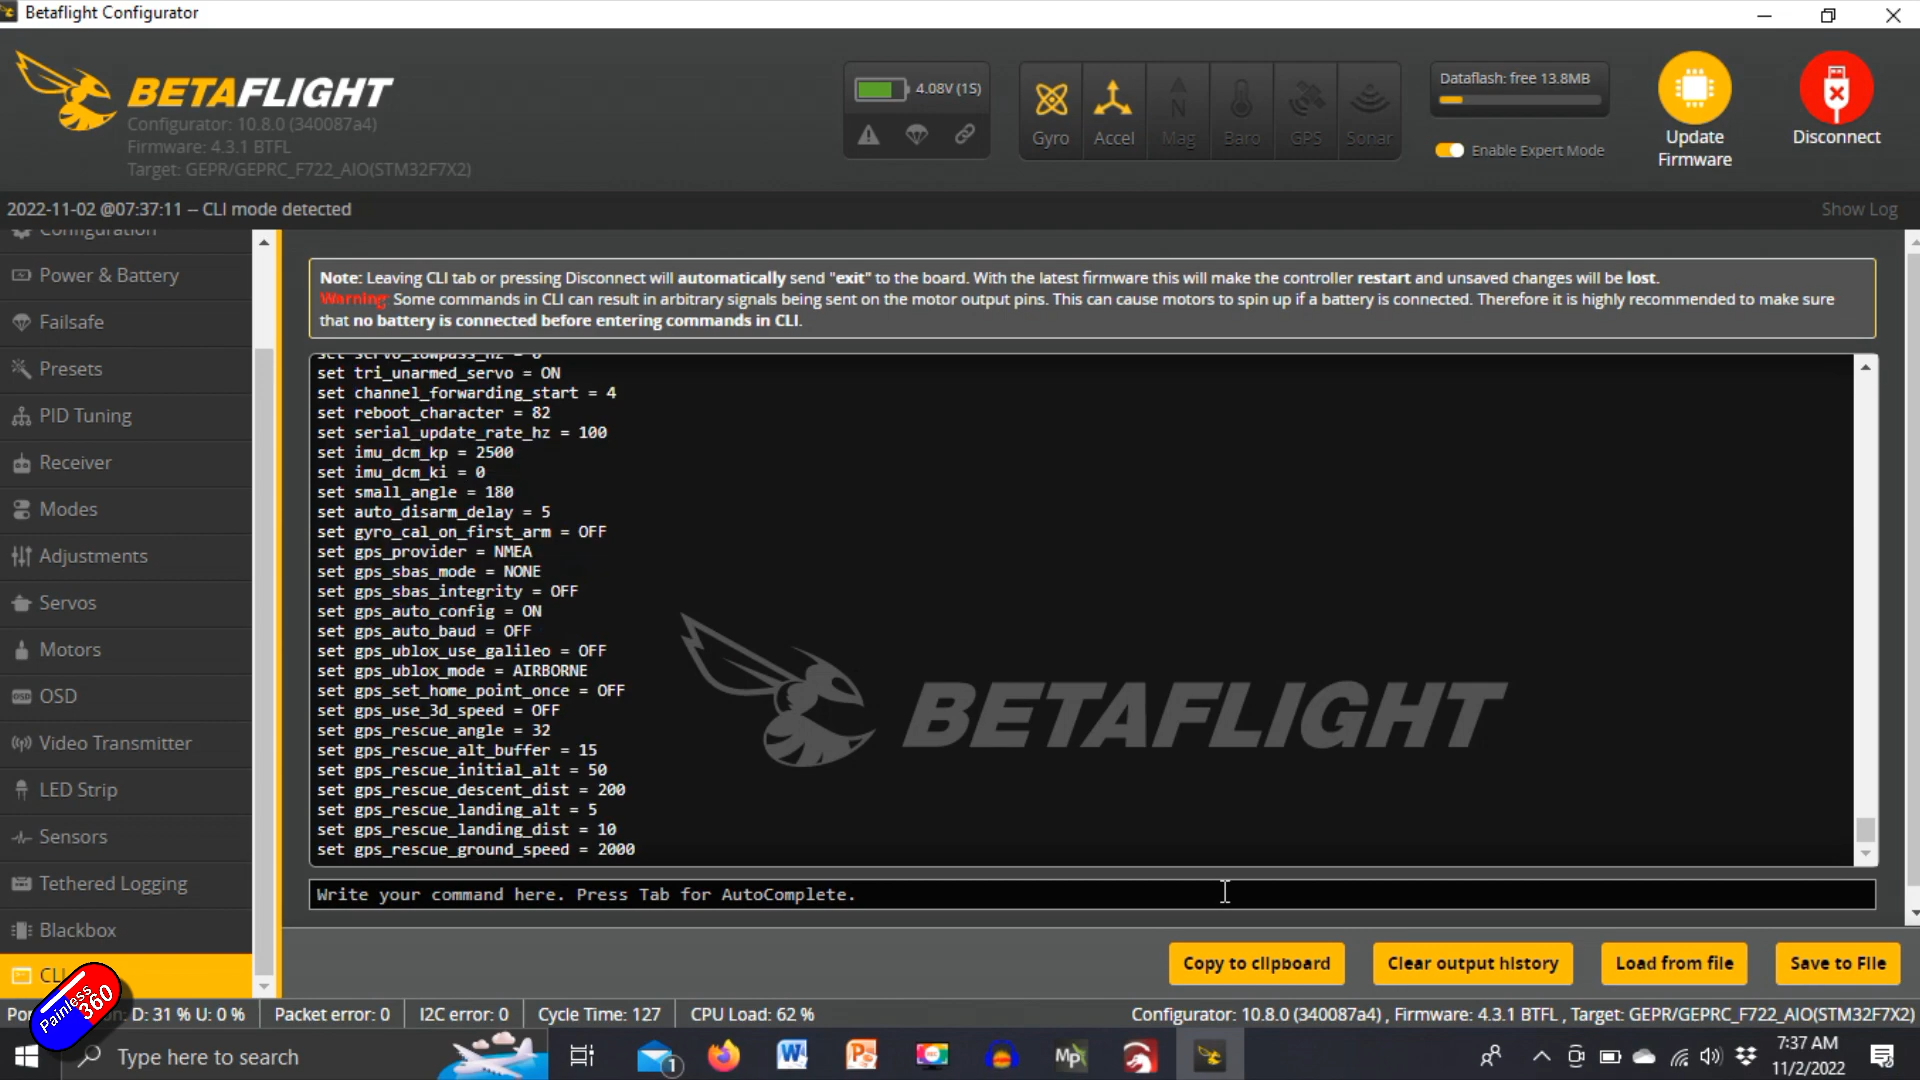 Betaflight Configurator
BETAFLIGHT
Configurator: 10.8.0 (340087a4)
Firmware: 4.3.1 BTFL
Target: GEPR/GEPRC_F722_AIO(STM32F7X2)
4.08V (1S)
Gyro
Accel
Mag
Baro
GPS
Sonar
Dataflash: free 13.8MB
Enable Expert Mode
Update
Firmware
Disconnect
2022-11-02 @07:37:11 -- CLI mode detected
Show Log
Configuration
Power & Battery
Failsafe
Presets
PID Tuning
Receiver
Modes
Adjustments
Servos
Motors
OSD
Video Transmitter
LED Strip
Sensors
Tethered Logging
Blackbox
CLI
Note: Leaving CLI tab or pressing Disconnect will automatically send "exit" to the board. With the latest firmware this will make the controller restart and unsaved changes will be lost.
Warning: Some commands in CLI can result in arbitrary signals being sent on the motor output pins. This can cause motors to spin up if a battery is connected. Therefore it is highly recommended to make sure
that no battery is connected before entering commands in CLI.
set servo_lowpass_hz = 0
set tri_unarmed_servo = ON
set channel_forwarding_start = 4
set reboot_character = 82
set serial_update_rate_hz = 100
set imu_dcm_kp = 2500
set imu_dcm_ki = 0
set small_angle = 180
set auto_disarm_delay = 5
set gyro_cal_on_first_arm = OFF
set gps_provider = NMEA
set gps_sbas_mode = NONE
set gps_sbas_integrity = OFF
set gps_auto_config = ON
set gps_auto_baud = OFF
set gps_ublox_use_galileo = OFF
set gps_ublox_mode = AIRBORNE
set gps_set_home_point_once = OFF
set gps_use_3d_speed = OFF
set gps_rescue_angle = 32
set gps_rescue_alt_buffer = 15
set gps_rescue_initial_alt = 50
set gps_rescue_descent_dist = 200
set gps_rescue_landing_alt = 5
set gps_rescue_landing_dist = 10
set gps_rescue_ground_speed = 2000
BETAFLIGHT
Write your command here. Press Tab for AutoComplete.
Copy to clipboard
Clear output history
Load from file
Save to File
Painless
360
D: 31 % U: 0 %
Packet error: 0
I2C error: 0
Cycle Time: 127
CPU Load: 62 %
Configurator: 10.8.0 (340087a4) , Firmware: 4.3.1 BTFL , Target: GEPR/GEPRC_F722_AIO(STM32F7X2)
Type here to search
7:37 AM
11/2/2022